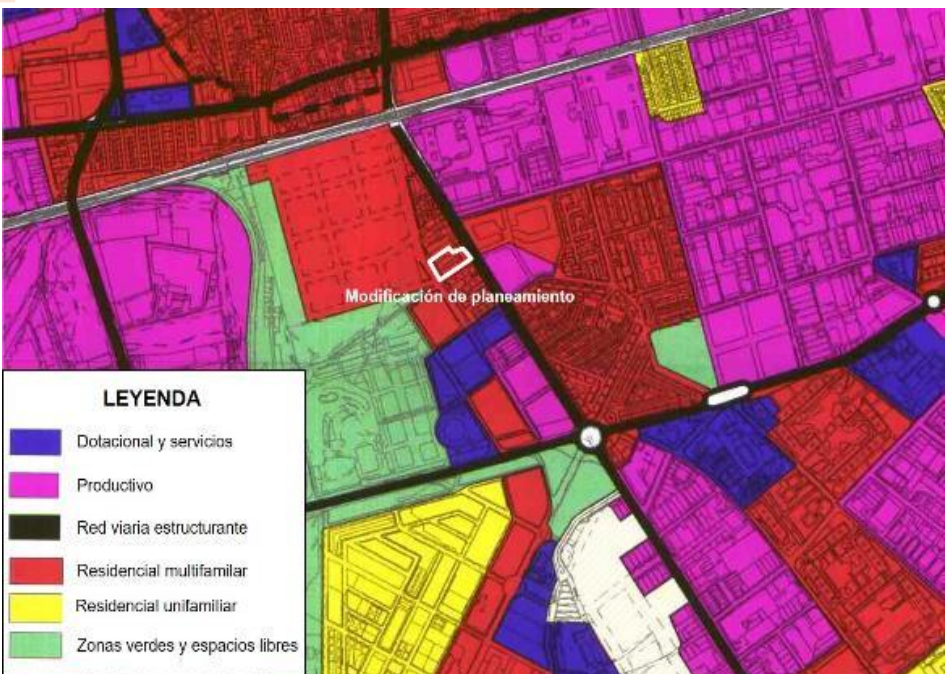 Modificación de planeamiento
LEYENDA
Dotacional y servicios
Productivo
Red viaria estructurante
Residencial multifamilar
Residencial unifamiliar
Zonas verdes y espacios libres